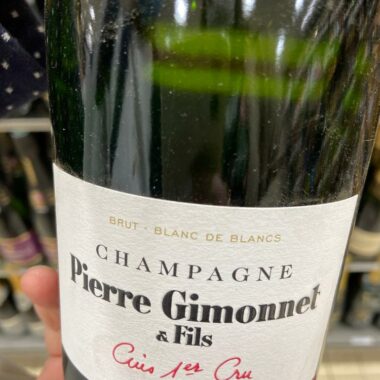 BRUT · BLANC DE BLANCS
CHAMPAGNE
Pierre Gimonnet
& Fils
Cuis 1er Cru